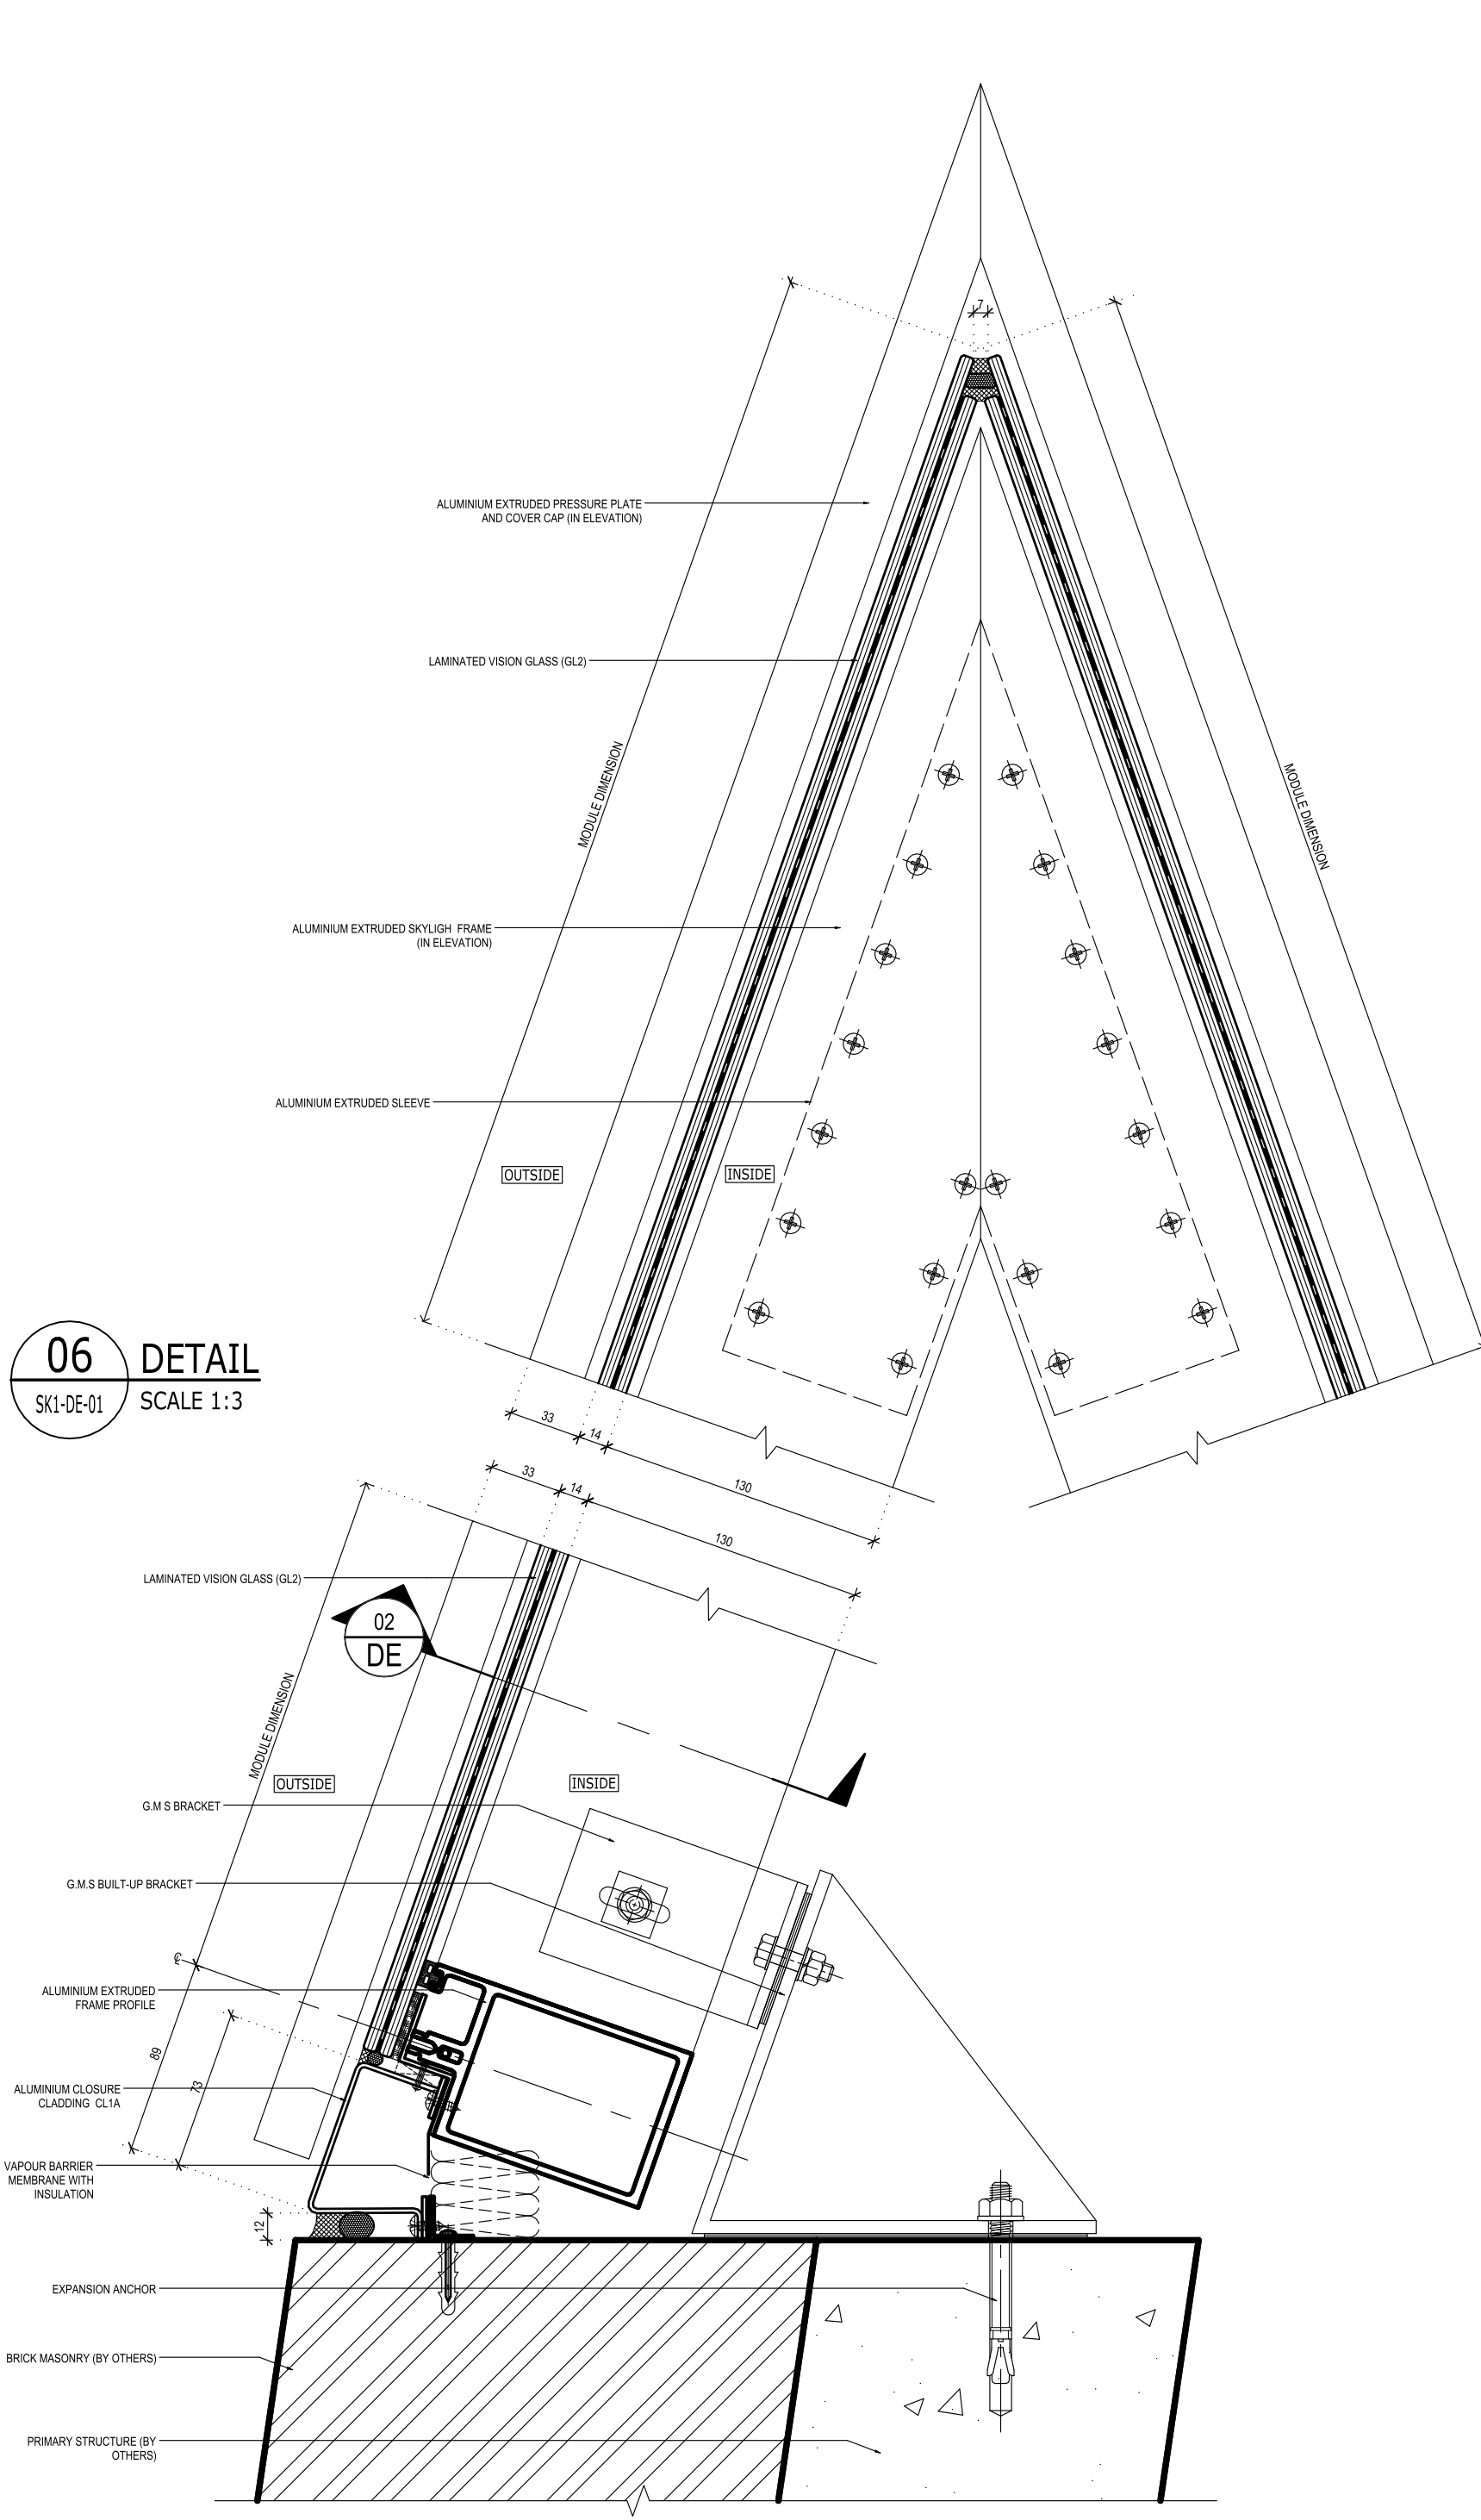 7
ALUMINIUM EXTRUDED PRESSURE PLATE
AND COVER CAP (IN ELEVATION)
LAMINATED VISION GLASS (GL2)
MODULE DIMENSION
MODULE DIMENSION
ALUMINIUM EXTRUDED SKYLIGH FRAME
(IN ELEVATION)
ALUMINIUM EXTRUDED SLEEVE
OUTSIDE
INSIDE
06
SK1-DE-01
DETAIL
SCALE 1:3
33
14
130
33
14
130
LAMINATED VISION GLASS (GL2)
02
DE
MODULE DIMENSION
OUTSIDE
INSIDE
G.M S BRACKET
G.M.S BUILT-UP BRACKET
℄
ALUMINIUM EXTRUDED
FRAME PROFILE
89
73
ALUMINIUM CLOSURE
CLADDING CL1A
VAPOUR BARRIER
MEMBRANE WITH
INSULATION
12
EXPANSION ANCHOR
BRICK MASONRY (BY OTHERS)
PRIMARY STRUCTURE (BY
OTHERS)